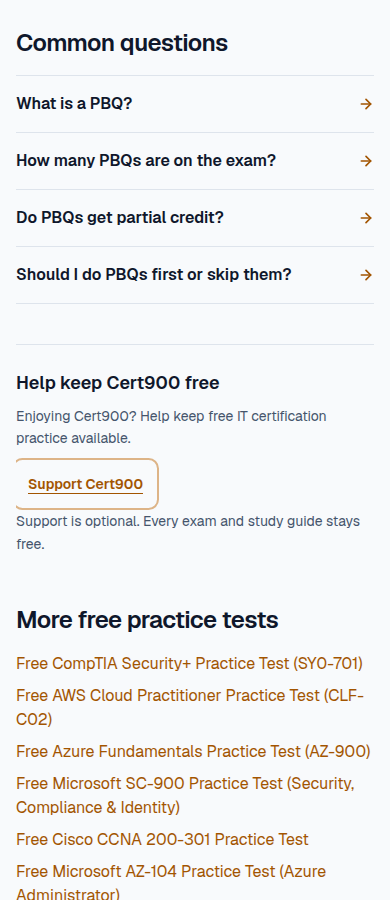 Common questions
What is a PBQ?
How many PBQs are on the exam?
Do PBQs get partial credit?
Should I do PBQs first or skip them?
Help keep Cert900 free
Enjoying Cert900? Help keep free IT certification
practice available.
Support Cert900
Support is optional. Every exam and study guide stays
free.
More free practice tests
Free CompTIA Security+ Practice Test (SY0-701)
Free AWS Cloud Practitioner Practice Test (CLF-
C02)
Free Azure Fundamentals Practice Test (AZ-900)
Free Microsoft SC-900 Practice Test (Security,
Compliance & Identity)
Free Cisco CCNA 200-301 Practice Test
Free Microsoft AZ-104 Practice Test (Azure
Administrator)